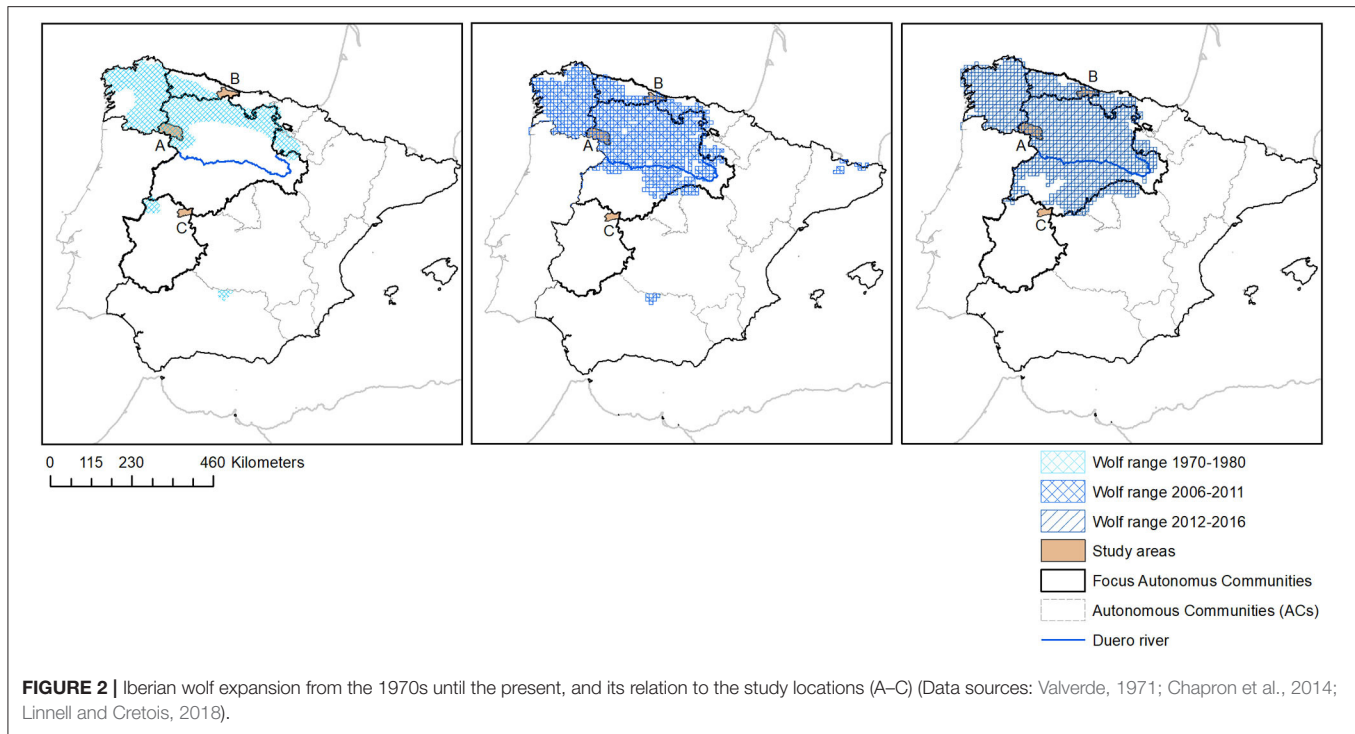 B
A
C
B
A
C
B
A
C
0 115 230 460 Kilometers
Wolf range 1970-1980
Wolf range 2006-2011
Wolf range 2012-2016
Study areas
Focus Autonomus Communities
Autonomous Communities (ACs)
Duero river
FIGURE 2 | Iberian wolf expansion from the 1970s until the present, and its relation to the study locations (A–C) (Data sources: Valverde, 1971; Chapron et al., 2014;
Linnell and Cretois, 2018).